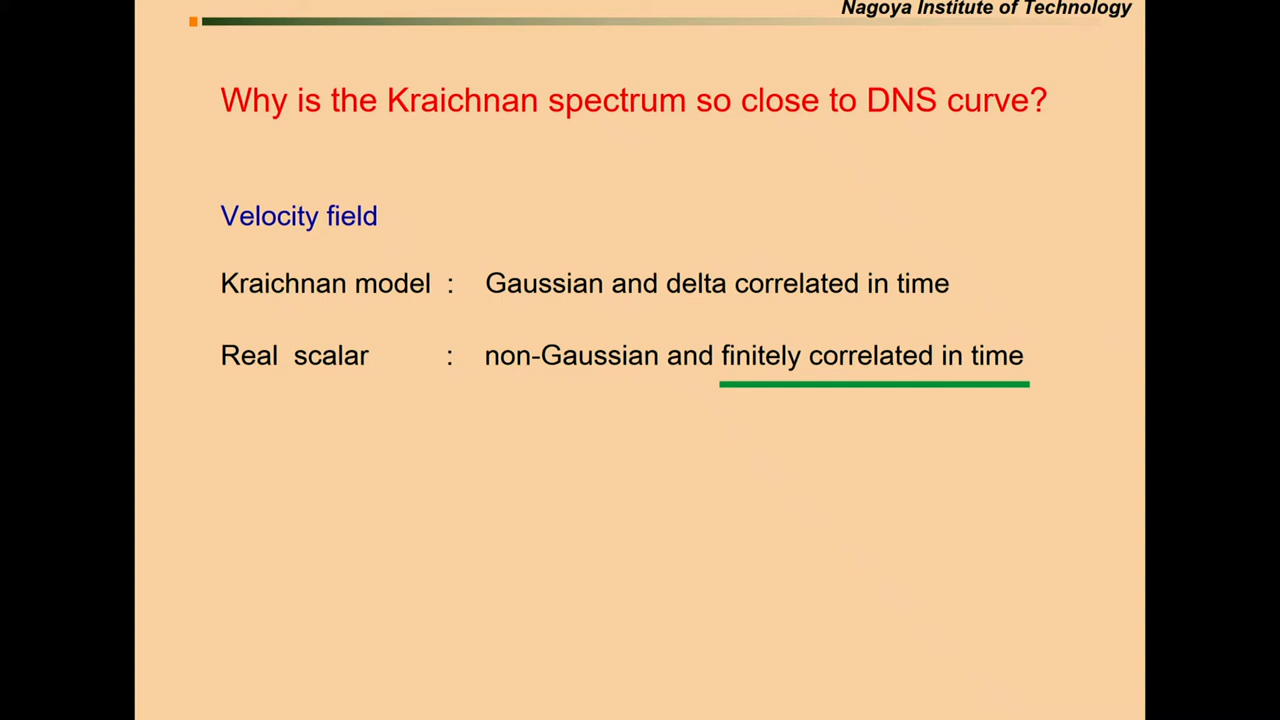 Nagoya Institute of Technology
Why is the Kraichnan spectrum so close to DNS curve?
Velocity field
Kraichnan model : Gaussian and delta correlated in time
Real scalar : non-Gaussian and finitely correlated in time